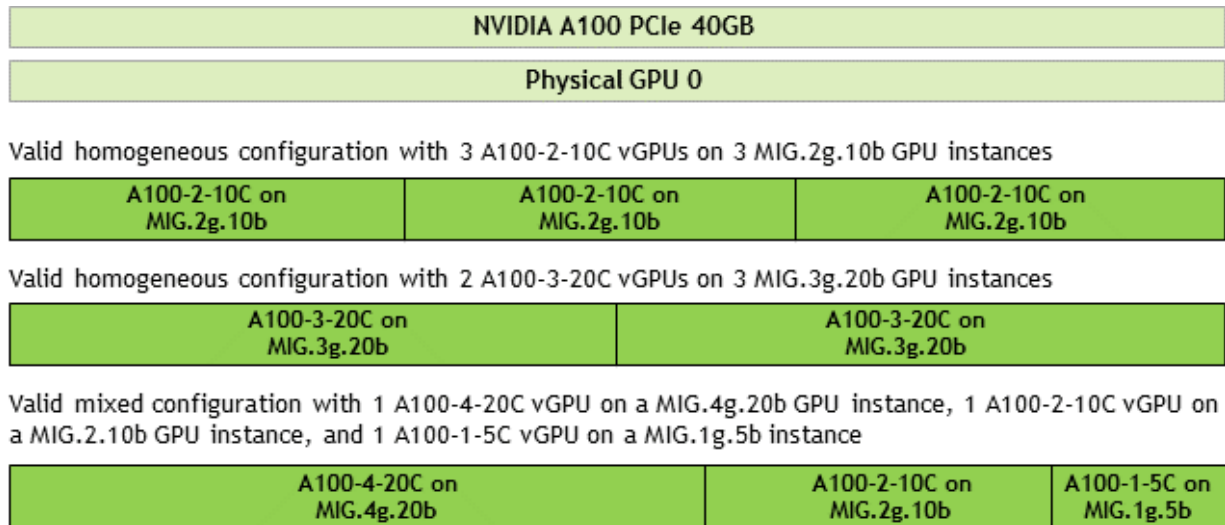 NVIDIA A100 PCIe 40GB
Physical GPU 0
Valid homogeneous configuration with 3 A100-2-10C vGPUs on 3 MIG.2g.10b GPU instances
A100-2-10C on
MIG.2g.10b
A100-2-10C on
MIG.2g.10b
A100-2-10C on
MIG.2g.10b
Valid homogeneous configuration with 2 A100-3-20C vGPUs on 3 MIG.3g.20b GPU instances
A100-3-20C on
MIG.3g.20b
A100-3-20C on
MIG.3g.20b
Valid mixed configuration with 1 A100-4-20C vGPU on a MIG.4g.20b GPU instance, 1 A100-2-10C vGPU on
a MIG.2.10b GPU instance, and 1 A100-1-5C vGPU on a MIG.1g.5b instance
A100-4-20C on
MIG.4g.20b
A100-2-10C on
MIG.2g.10b
A100-1-5C on
MIG.1g.5b